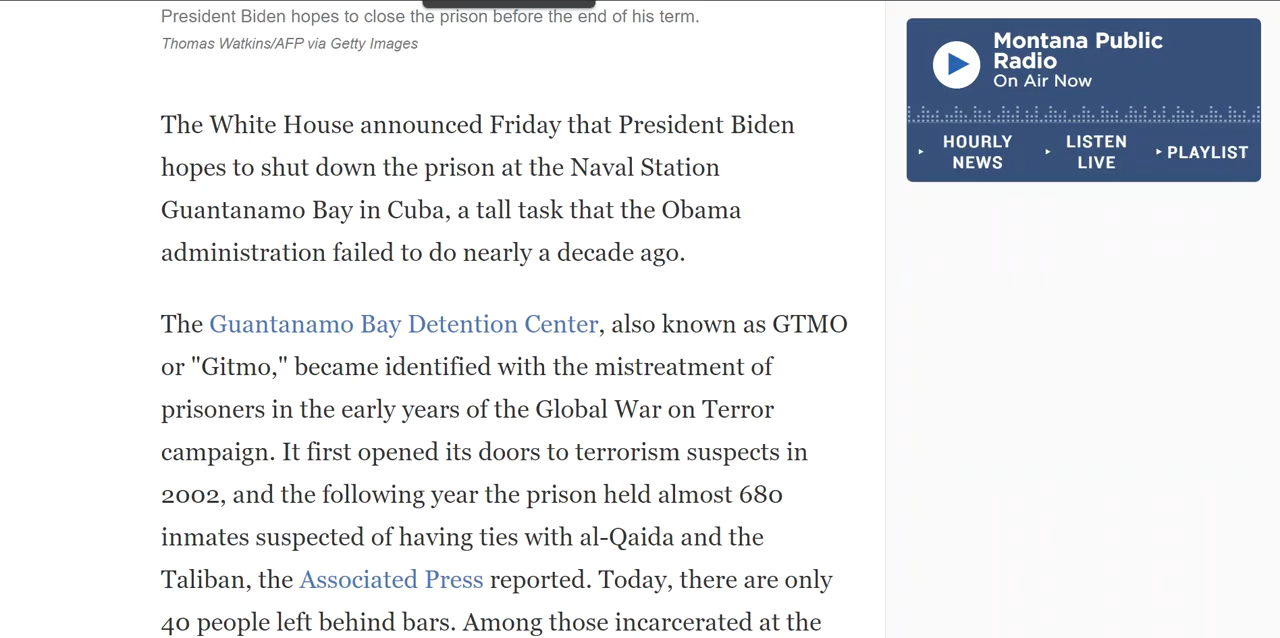 President Biden hopes to close the prison before the end of his term.
Thomas Watkins/AFP via Getty Images
The White House announced Friday that President Biden
hopes to shut down the prison at the Naval Station
Guantanamo Bay in Cuba, a tall task that the Obama
administration failed to do nearly a decade ago.
The Guantanamo Bay Detention Center, also known as GTMO
or "Gitmo," became identified with the mistreatment of
prisoners in the early years of the Global War on Terror
campaign. It first opened its doors to terrorism suspects in
2002, and the following year the prison held almost 680
inmates suspected of having ties with al-Qaida and the
Taliban, the Associated Press reported. Today, there are only
40 people left behind bars. Among those incarcerated at the
Montana Public
Radio
On Air Now
HOURLY
NEWS
LISTEN
LIVE
PLAYLIST